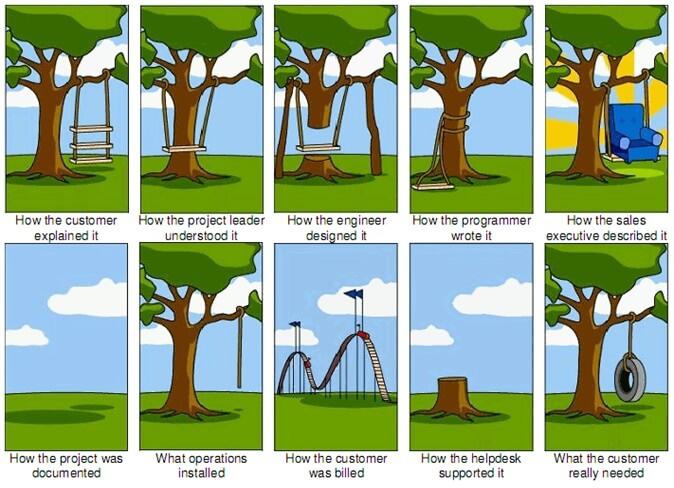 How the customer
explained it
How the project leader
understood it
How the engineer
designed it
How the programmer
wrote it
How the sales
executive described it
How the project was
documented
What operations
installed
How the customer
was billed
How the helpdesk
supported it
What the customer
really needed